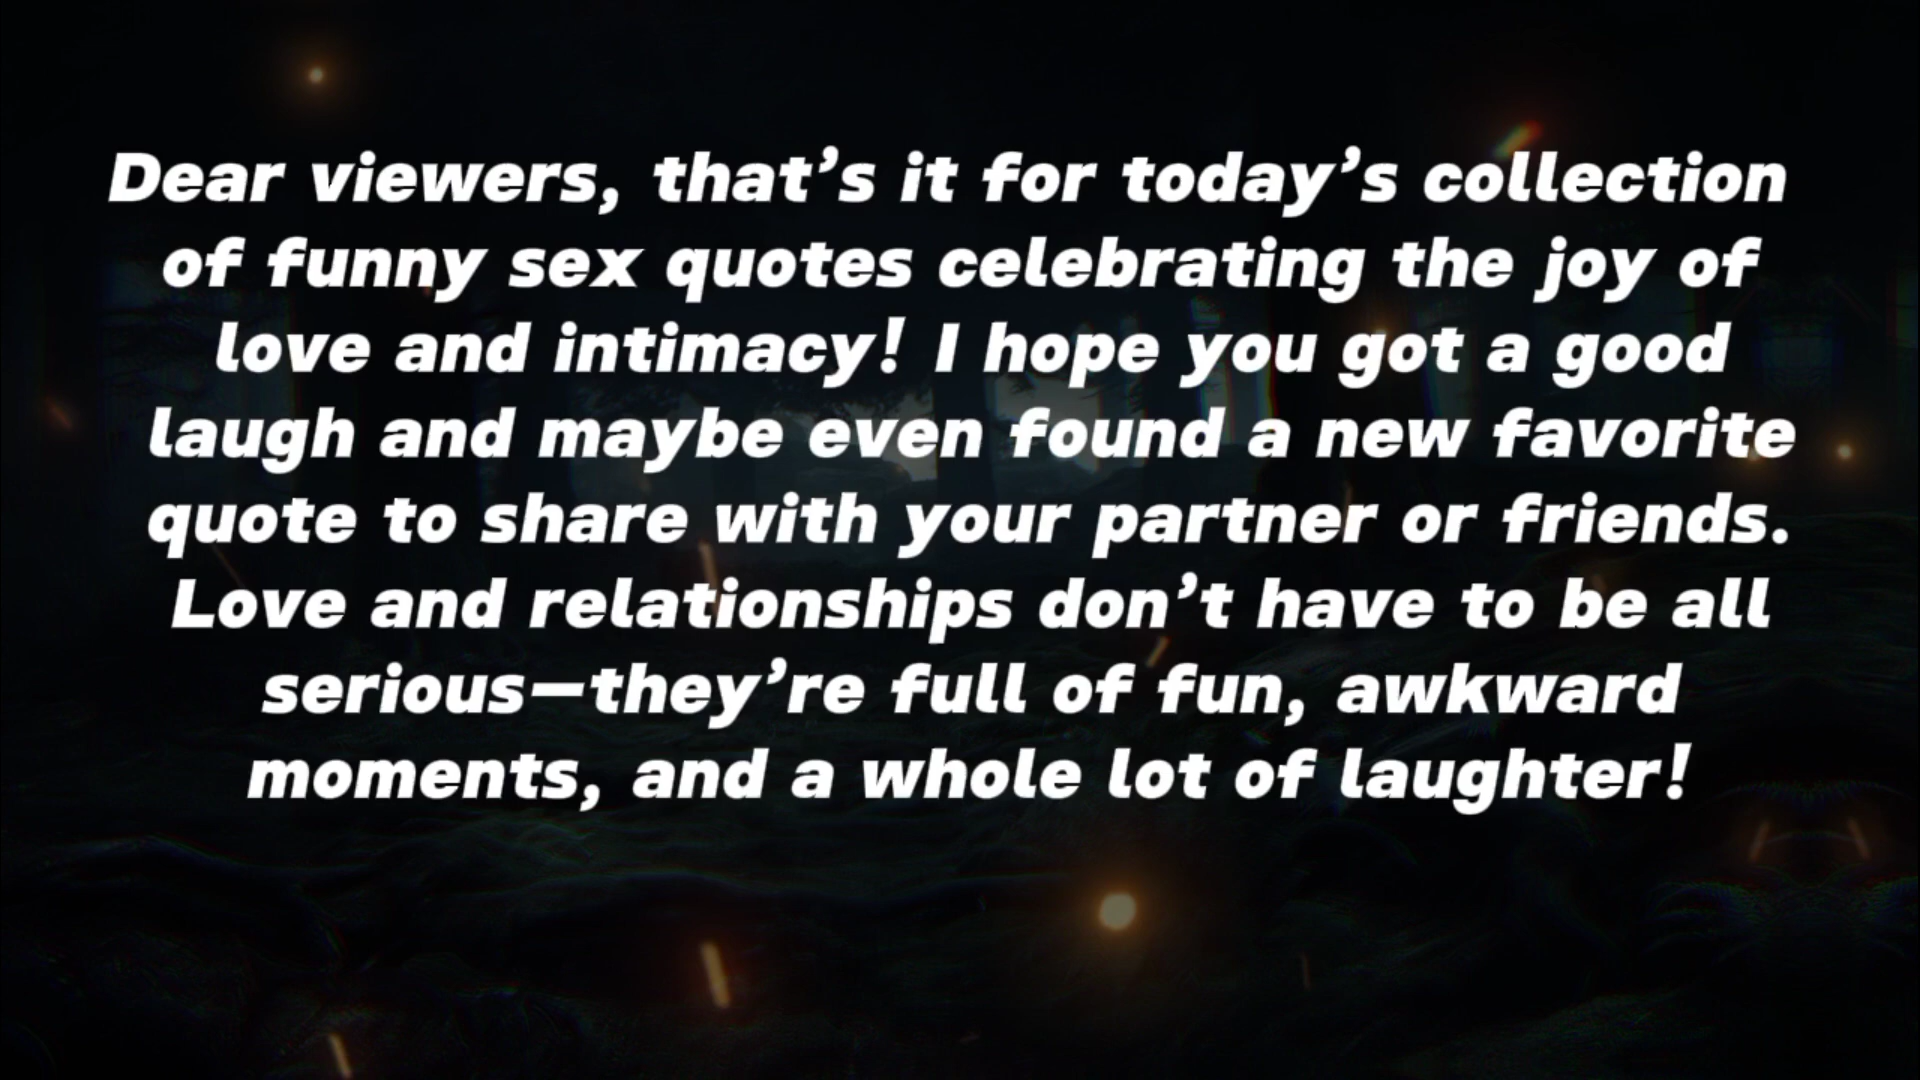 Dear viewers, that’s it for today’s collection
of funny sex quotes celebrating the joy of
love and intimacy! I hope you got a good
laugh and maybe even found a new favorite
quote to share with your partner or friends.
Love and relationships don’t have to be all
serious—they’re full of fun, awkward
moments, and a whole lot of laughter!